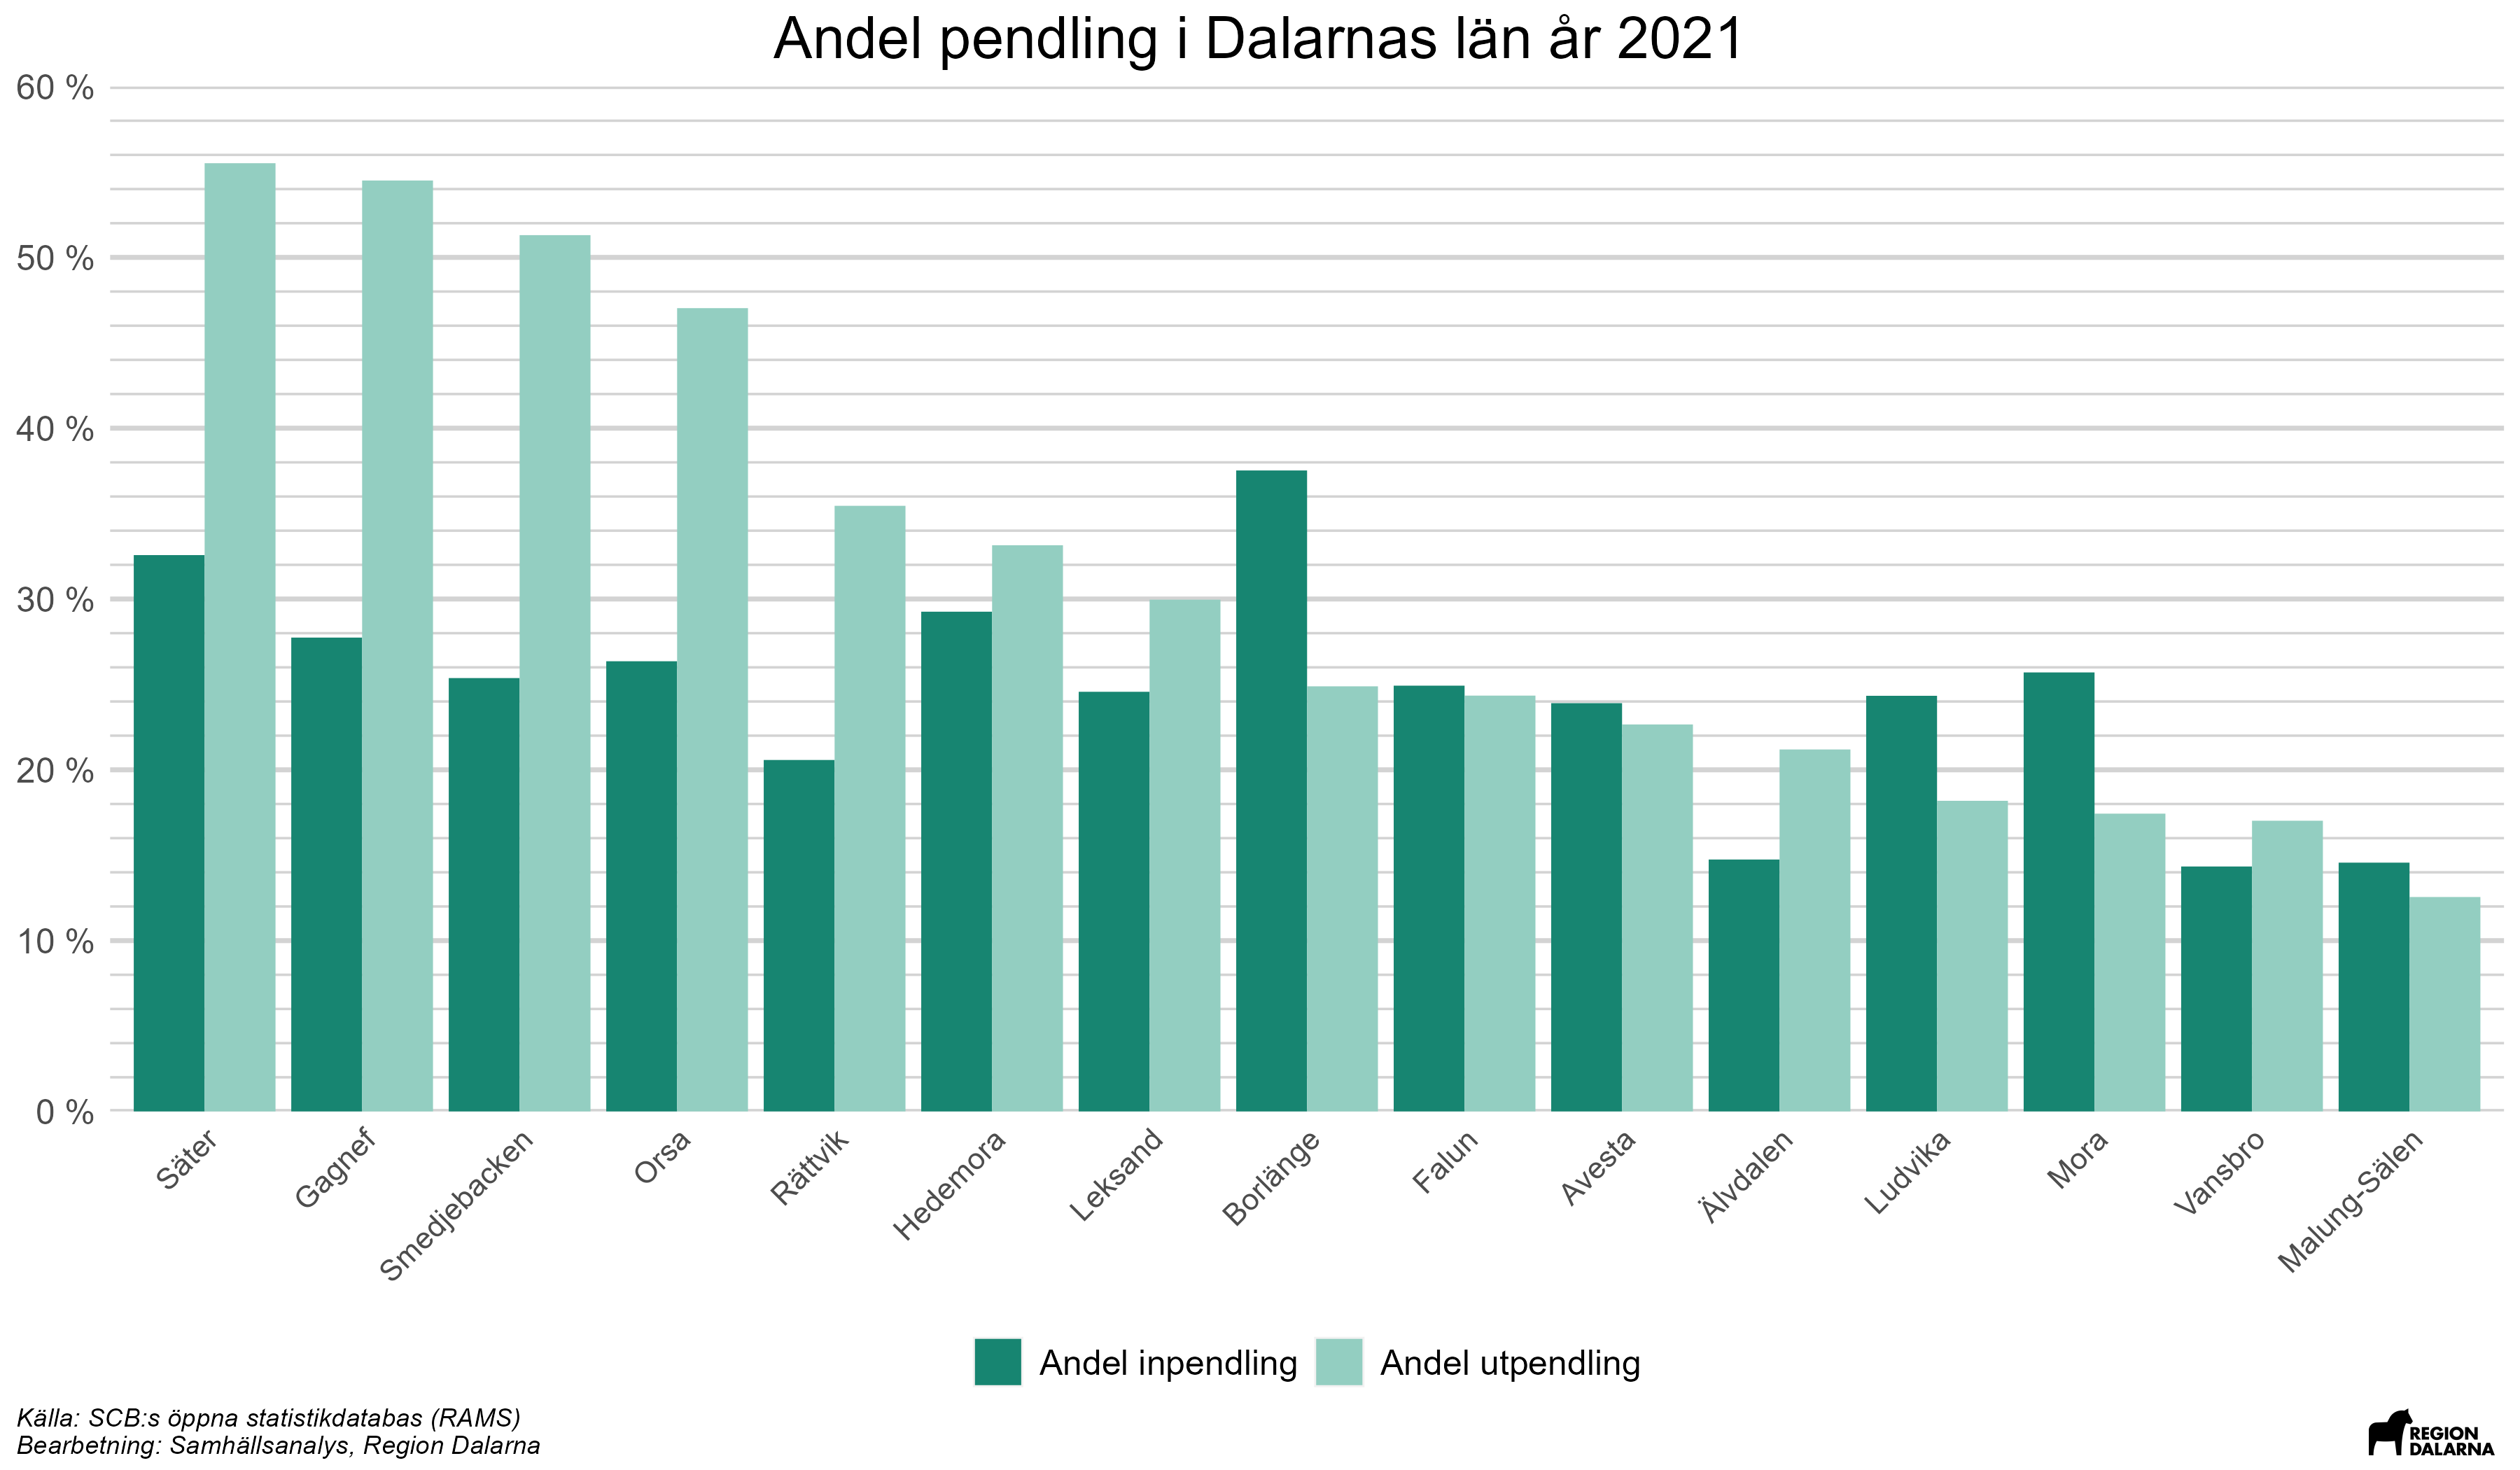 Andel pendling i Dalarnas län år 2021
60 %
50 %
40 %
30 %
20 %
10 %
0 %
Säter
Gagnef
Smedjebacken
Orsa
Rättvik
Hedemora
Leksand
Borlänge
Falun
Avesta
Älvdalen
Ludvika
Mora
Vansbro
Malung-Sälen
Andel inpendling
Andel utpendling
Källa: SCB:s öppna statistikdatabas (RAMS)
Bearbetning: Samhällsanalys, Region Dalarna
REGION
DALARNA